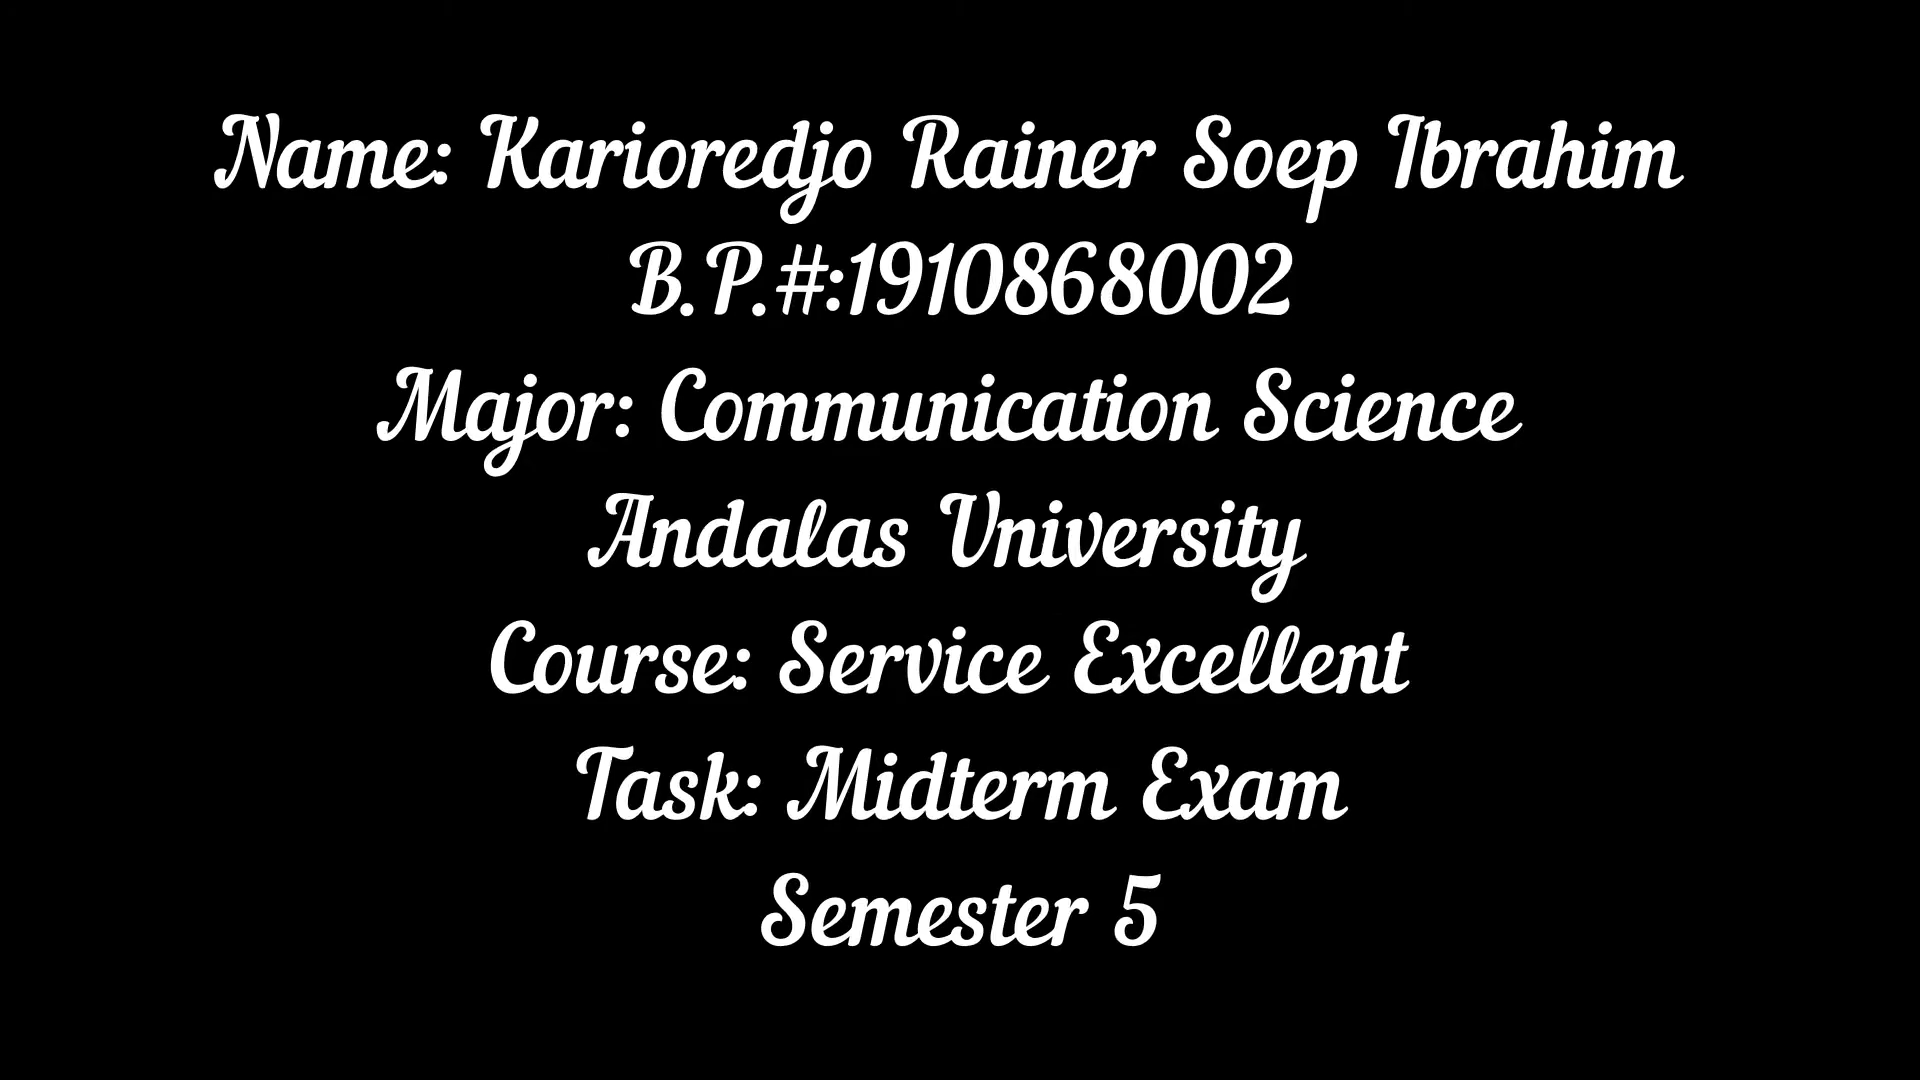 Name: Karioredjo Rainer Soep Ibrahim
B.P.#:1910868002
Major: Communication Science
Andalas University
Course: Service Excellent
Task: Midterm Exam
Semester 5